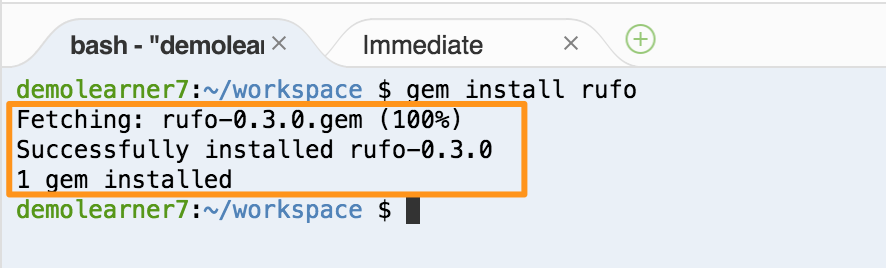 bash - "demolear
Immediate
demolearner7:~/workspace $ gem install rufo
Fetching: rufo-0.3.0.gem (100%)
Successfully installed rufo-0.3.0
1 gem installed
demolearner7:~/workspace $